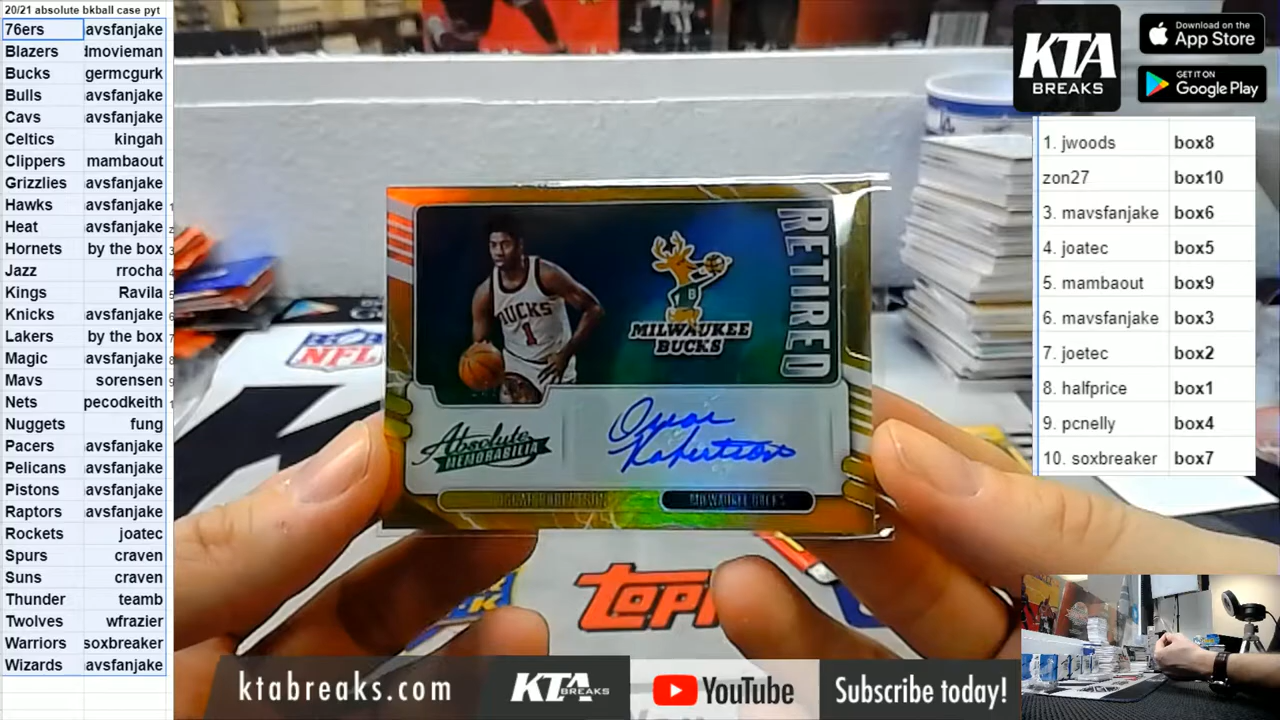 20/21 absolute bkball case pyt
76ers avsfanjake
Blazers dmovieman
Bucks germcgurk
Bulls avsfanjake
Cavs avsfanjake
Celtics kingah
Clippers mambaout
Grizzlies avsfanjake
Hawks avsfanjake
Heat avsfanjake
Hornets by the box
Jazz rrocha
Kings Ravila
Knicks avsfanjake
Lakers by the box
Magic avsfanjake
Mavs sorensen
Nets pecodkeith
Nuggets fung
Pacers avsfanjake
Pelicans avsfanjake
Pistons avsfanjake
Raptors avsfanjake
Rockets joatec
Spurs craven
Suns craven
Thunder teamb
Twolves wfrazier
Warriors soxbreaker
Wizards avsfanjake
RETIRED
BUCKS
1
B
MILWAUKEE
BUCKS
Absolute
MEMORABILIA
Oscar
Robertson
OSCAR ROBERTSON
MILWAUKEE BUCKS
NFL
KTA
BREAKS
Download on the
App Store
GET IT ON
Google Play
1. jwoods box8
zon27 box10
3. mavsfanjake box6
4. joatec box5
5. mambaout box9
6. mavsfanjake box3
7. joetec box2
8. halfprice box1
9. pcnelly box4
10. soxbreaker box7
ktabreaks.com
KTA
BREAKS
YouTube
Subscribe today!